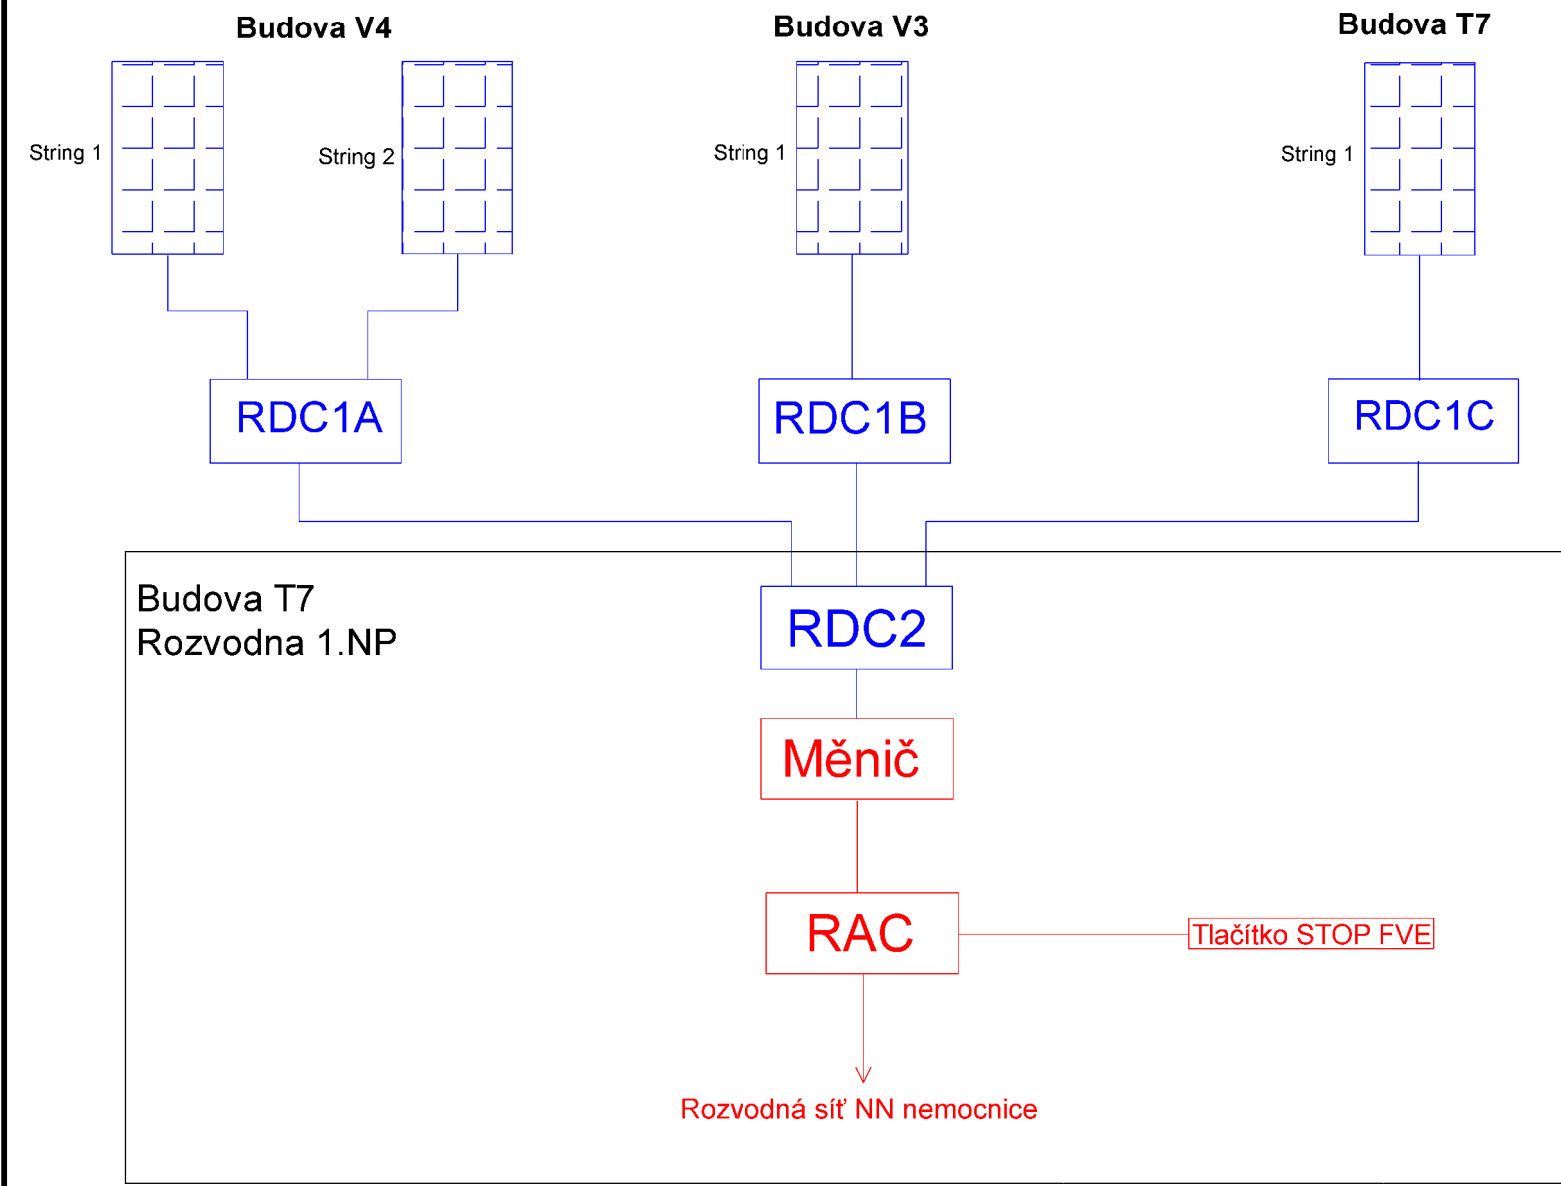 Budova V4
Budova V3
Budova T7
String 1
String 2
String 1
String 1
RDC1A
RDC1B
RDC1C
Budova T7
Rozvodna 1.NP
RDC2
Měnič
RAC
Tlačítko STOP FVE
Rozvodná síť NN nemocnice